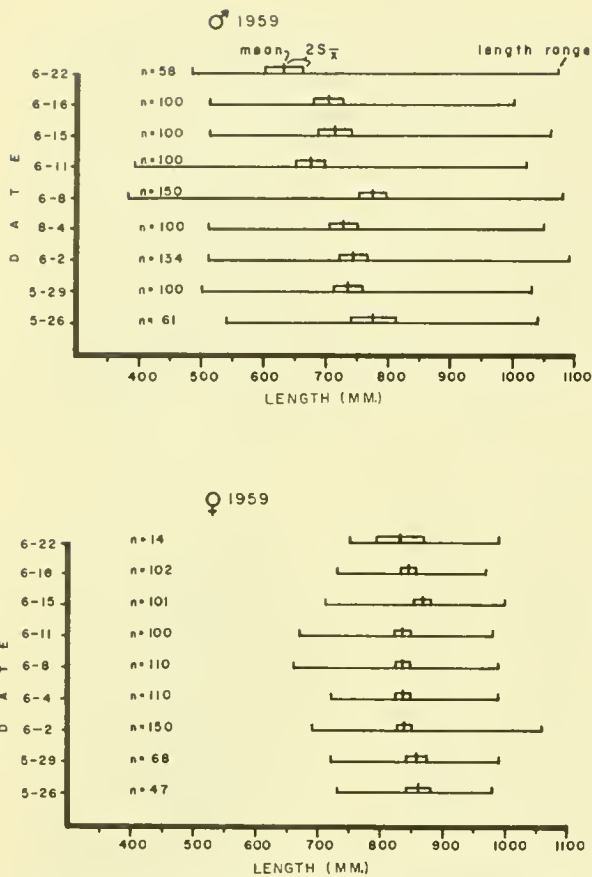 ♂ 1959
mean 2S x̅ length range
6-22 n=58
6-16 n=100
6-15 n=100
6-11 n=100
6-8 n=150
8-4 n=100
6-2 n=134
5-29 n=100
5-26 n=61
DATE
400 500 600 700 800 900 1000 1100
LENGTH (MM.)
♀ 1959
6-22 n=14
6-16 n=102
6-15 n=101
6-11 n=100
6-8 n=110
6-4 n=110
6-2 n=150
5-29 n=68
5-26 n=47
DATE
400 500 600 700 800 900 1000 1100
LENGTH (MM.)